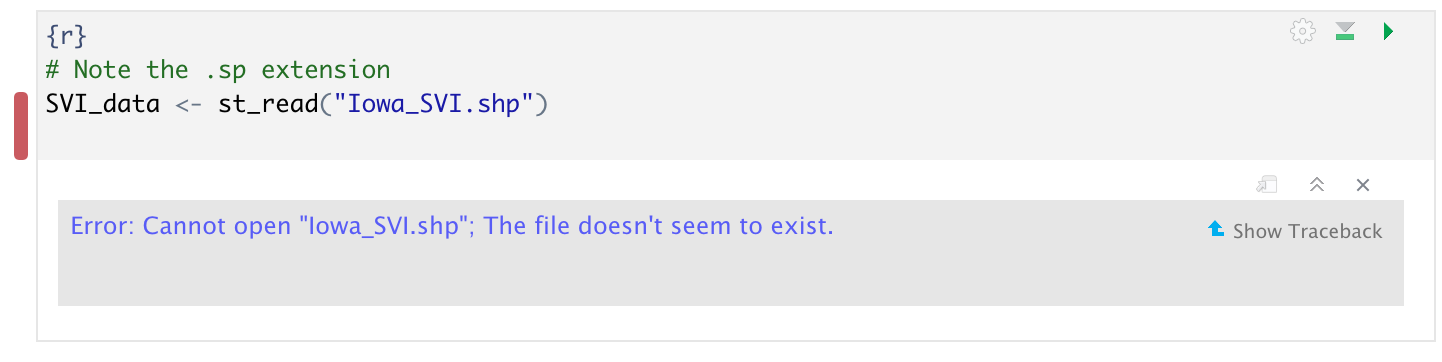 {r}
# Note the .sp extension
SVI_data <- st_read("Iowa_SVI.shp")
Error: Cannot open "Iowa_SVI.shp"; The file doesn't seem to exist.
Show Traceback